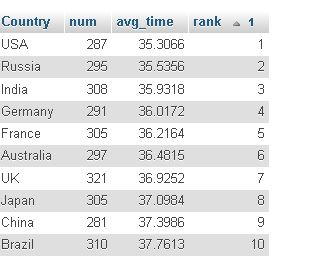 Country num avg_time rank 1
USA 287 35.3066 1
Russia 295 35.5356 2
India 308 35.9318 3
Germany 291 36.0172 4
France 305 36.2164 5
Australia 297 36.4815 6
UK 321 36.9252 7
Japan 305 37.0984 8
China 281 37.3986 9
Brazil 310 37.7613 10